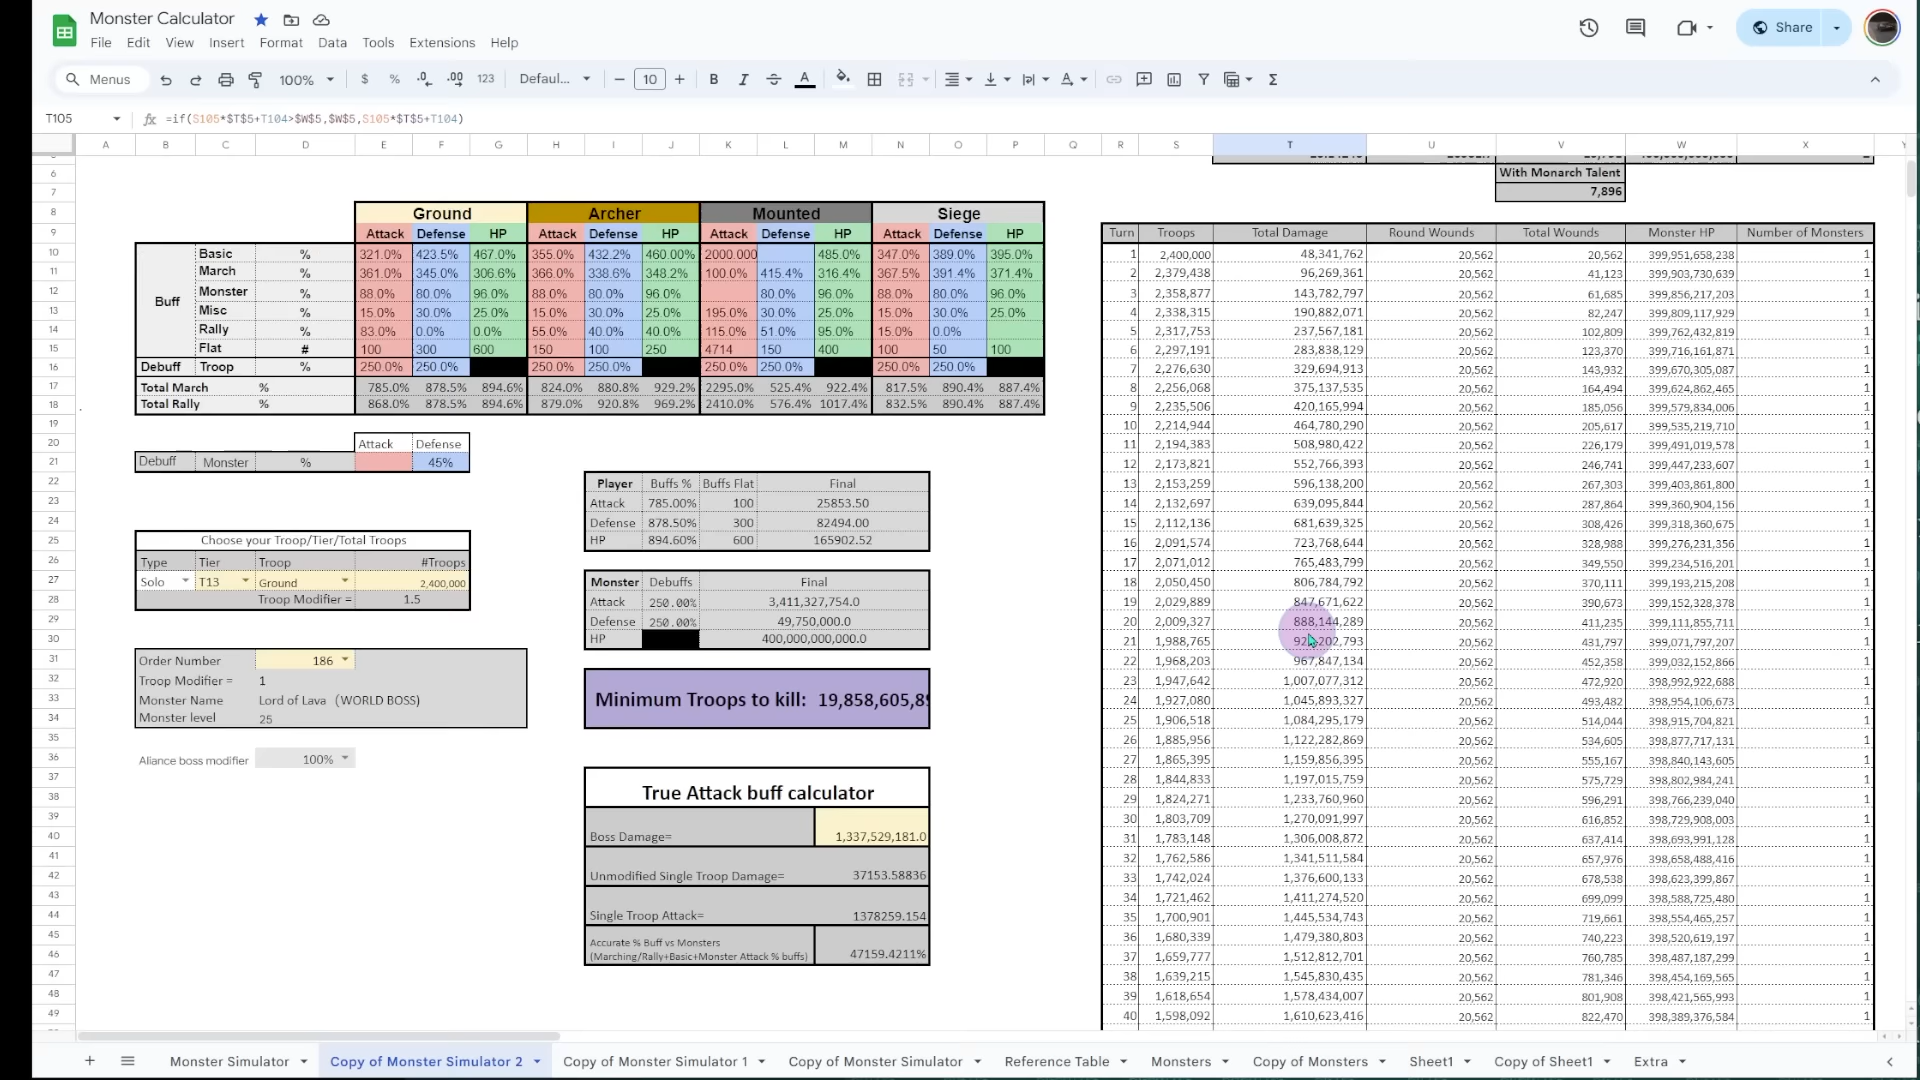 Monster Calculator
File Edit View Insert Format Data Tools Extensions Help
Share
Menus 100% $ % .0 .00 123 Defaul... 10 B I A
T105 =if(S105*$T$5+T104>$W$5,$W$5,S105*$T$5+T104)
A B C D E F G H I J K L M N O P Q R S T U V W X
With Monarch Talent
7,896
Ground Archer Mounted Siege
Attack Defense HP Attack Defense HP Attack Defense HP Attack Defense HP
Buff
Basic % 321.0% 423.5% 467.0% 355.0% 432.2% 460.00% 2000.000 485.0% 347.0% 389.0% 395.0%
March % 361.0% 345.0% 306.6% 366.0% 338.6% 348.2% 100.0% 415.4% 316.4% 367.5% 391.4% 371.4%
Monster % 88.0% 80.0% 96.0% 88.0% 80.0% 96.0% 80.0% 96.0% 88.0% 80.0% 96.0%
Misc % 15.0% 30.0% 25.0% 15.0% 30.0% 25.0% 195.0% 30.0% 25.0% 15.0% 30.0% 25.0%
Rally % 83.0% 0.0% 0.0% 55.0% 40.0% 40.0% 115.0% 51.0% 95.0% 15.0% 0.0%
Flat # 100 300 600 150 100 250 4714 150 400 100 50 100
Debuff Troop % 250.0% 250.0% 250.0% 250.0% 250.0% 250.0% 250.0% 250.0%
Total March % 785.0% 878.5% 894.6% 824.0% 880.8% 929.2% 2295.0% 525.4% 922.4% 817.5% 890.4% 887.4%
Total Rally % 868.0% 878.5% 894.6% 879.0% 920.8% 969.2% 2410.0% 576.4% 1017.4% 832.5% 890.4% 887.4%
Attack Defense
Debuff Monster % 45%
Choose your Troop/Tier/Total Troops
Type Tier Troop #Troops
Solo T13 Ground 2,400,000
Troop Modifier = 1.5
Order Number 186
Troop Modifier = 1
Monster Name Lord of Lava (WORLD BOSS)
Monster level 25
Aliance boss modifier 100%
Player Buffs % Buffs Flat Final
Attack 785.00% 100 25853.50
Defense 878.50% 300 82494.00
HP 894.60% 600 165902.52
Monster Debuffs Final
Attack 250.00% 3,411,327,754.0
Defense 250.00% 49,750,000.0
HP 400,000,000,000.0
Minimum Troops to kill: 19,858,605,89
True Attack buff calculator
Boss Damage= 1,337,529,181.0
Unmodified Single Troop Damage= 37153.58836
Single Troop Attack= 1378259.154
Accurate % Buff vs Monsters
(Marching/Rally+Basic+Monster Attack % buffs) 47159.4211%
Turn Troops Total Damage Round Wounds Total Wounds Monster HP Number of Monsters
1 2,400,000 48,341,762 20,562 20,562 399,951,658,238 1
2 2,379,438 96,269,361 20,562 41,123 399,903,730,639 1
3 2,358,877 143,782,797 20,562 61,685 399,856,217,203 1
4 2,338,315 190,882,071 20,562 82,247 399,809,117,929 1
5 2,317,753 237,567,181 20,562 102,809 399,762,432,819 1
6 2,297,191 283,838,129 20,562 123,370 399,716,161,871 1
7 2,276,630 329,694,913 20,562 143,932 399,670,305,087 1
8 2,256,068 375,137,535 20,562 164,494 399,624,862,465 1
9 2,235,506 420,165,994 20,562 185,056 399,579,834,006 1
10 2,214,944 464,780,290 20,562 205,617 399,535,219,710 1
11 2,194,383 508,980,422 20,562 226,179 399,491,019,578 1
12 2,173,821 552,766,393 20,562 246,741 399,447,233,607 1
13 2,153,259 596,138,200 20,562 267,303 399,403,861,800 1
14 2,132,697 639,095,844 20,562 287,864 399,360,904,156 1
15 2,112,136 681,639,325 20,562 308,426 399,318,360,675 1
16 2,091,574 723,768,644 20,562 328,988 399,276,231,356 1
17 2,071,012 765,483,799 20,562 349,550 399,234,516,201 1
18 2,050,450 806,784,792 20,562 370,111 399,193,215,208 1
19 2,029,889 847,671,622 20,562 390,673 399,152,328,378 1
20 2,009,327 888,144,289 20,562 411,235 399,111,855,711 1
21 1,988,765 20,562 431,797 399,071,797,207 1
22 1,968,203 967,847,134 20,562 452,358 399,032,152,866 1
23 1,947,642 1,007,077,312 20,562 472,920 398,992,922,688 1
24 1,927,080 1,045,893,327 20,562 493,482 398,954,106,673 1
25 1,906,518 1,084,295,179 20,562 514,044 398,915,704,821 1
26 1,885,956 1,122,282,869 20,562 534,605 398,877,717,131 1
27 1,865,395 1,159,856,395 20,562 555,167 398,840,143,605 1
28 1,844,833 1,197,015,759 20,562 575,729 398,802,984,241 1
29 1,824,271 1,233,760,960 20,562 596,291 398,766,239,040 1
30 1,803,709 1,270,091,997 20,562 616,852 398,729,908,003 1
31 1,783,148 1,306,008,872 20,562 637,414 398,693,991,128 1
32 1,762,586 1,341,511,584 20,562 657,976 398,658,488,416 1
33 1,742,024 1,376,600,133 20,562 678,538 398,623,399,867 1
34 1,721,462 1,411,274,520 20,562 699,099 398,588,725,480 1
35 1,700,901 1,445,534,743 20,562 719,661 398,554,465,257 1
36 1,680,339 1,479,380,803 20,562 740,223 398,520,619,197 1
37 1,659,777 1,512,812,701 20,562 760,785 398,487,187,299 1
38 1,639,215 1,545,830,435 20,562 781,346 398,454,169,565 1
39 1,618,654 1,578,434,007 20,562 801,908 398,421,565,993 1
40 1,598,092 1,610,623,416 20,562 822,470 398,389,376,584 1
Monster Simulator Copy of Monster Simulator 2 Copy of Monster Simulator 1 Copy of Monster Simulator Reference Table Monsters Copy of Monsters Sheet1 Copy of Sheet1 Extra